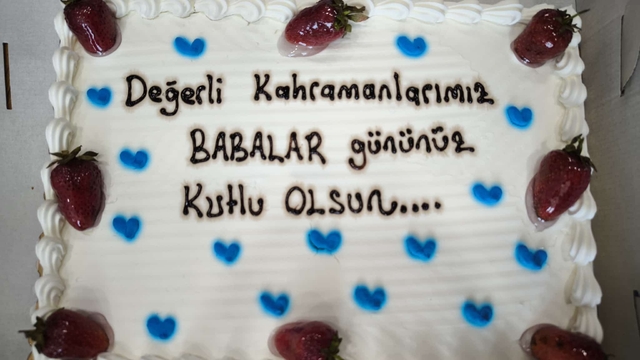 Değerli Kahramanlarımız
BABALAR gününüz
Kutlu OLSUN....